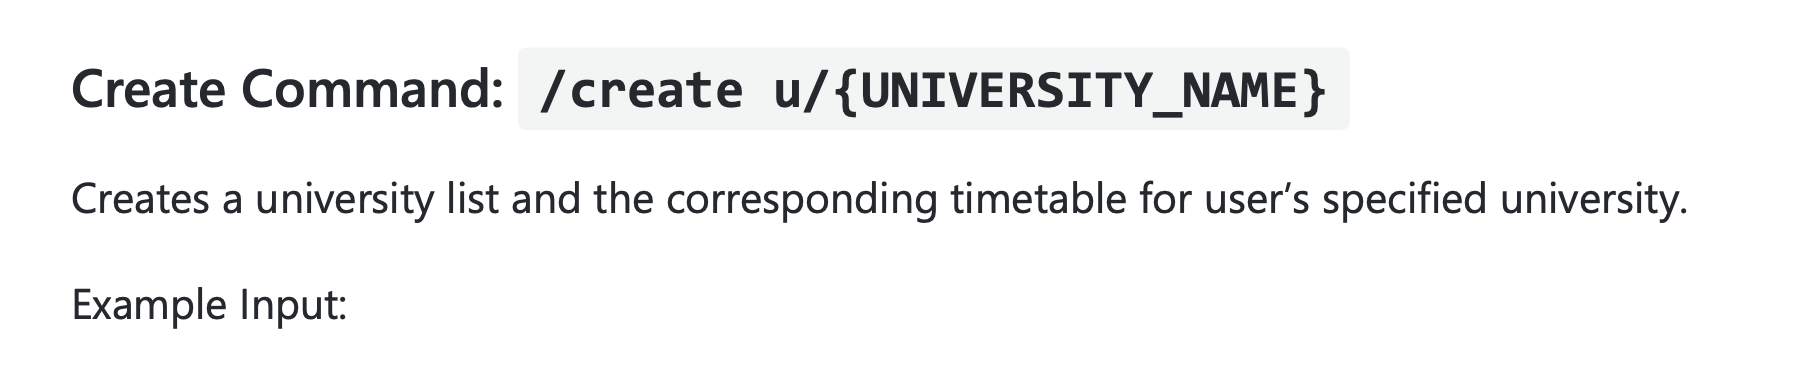 Create Command: /create u/{UNIVERSITY_NAME}
Creates a university list and the corresponding timetable for user’s specified university.
Example Input: